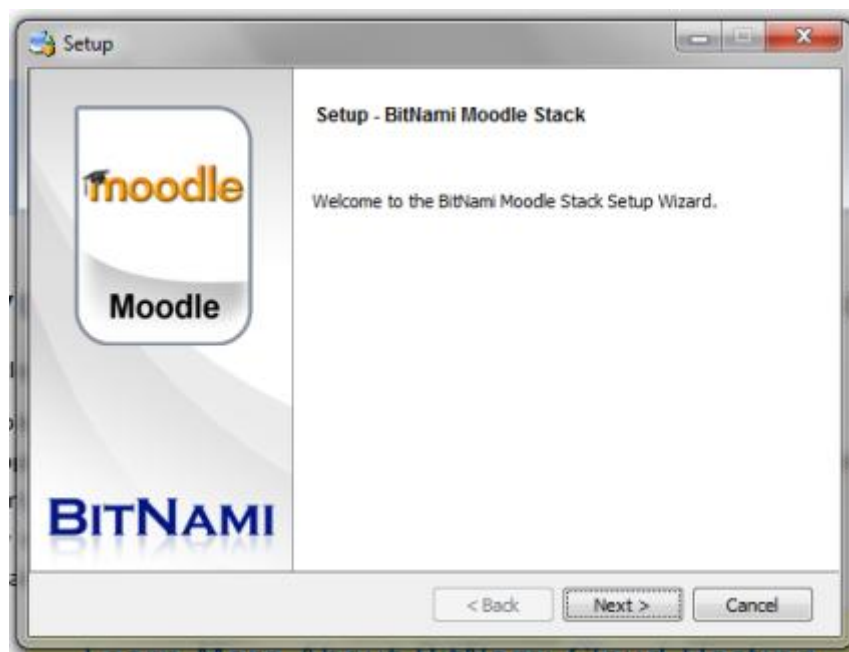 Setup
Setup - BitNami Moodle Stack
moodle
Welcome to the BitNami Moodle Stack Setup Wizard.
Moodle
BITNAMI
< Back
Next >
Cancel